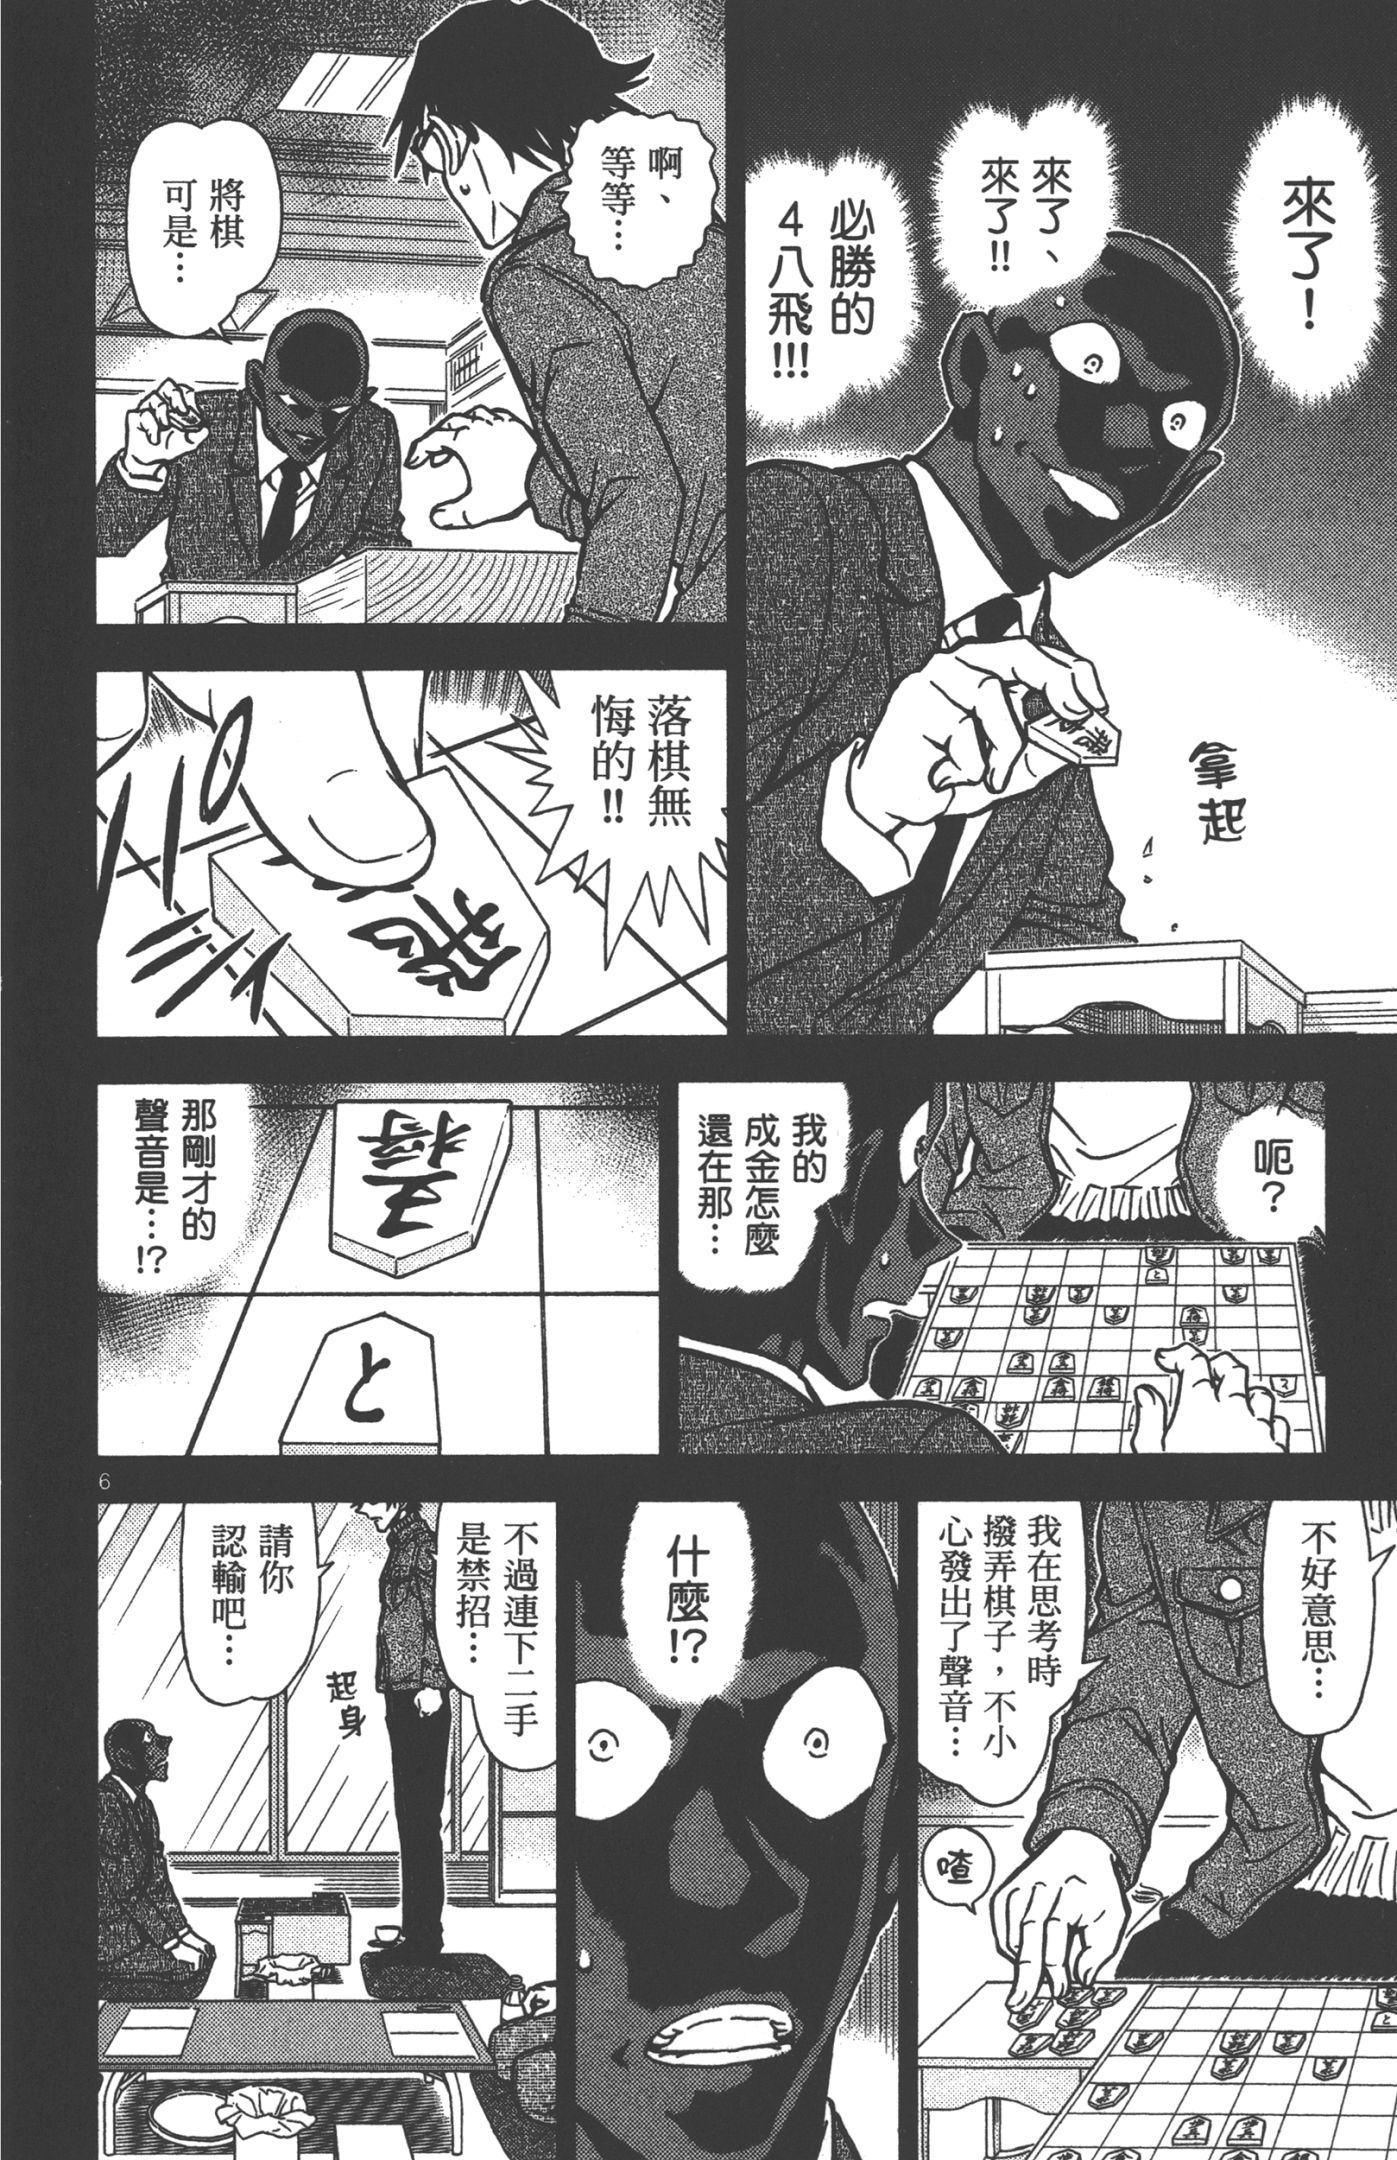 來了！
來了、
來了!!
必勝的
4八飛!!!
拿起
啊、
等等…
將棋
可是…
落棋無
悔的!!
飛
呃？
我的
成金怎麼
還在那…
王將
と
那剛才的
聲音是…!?
不好意思…
我在思考時
撥弄棋子，不小
心發出了聲音…
喳
什麼!?
不過連下二手
是禁招…
請你
認輸吧…
起身
6